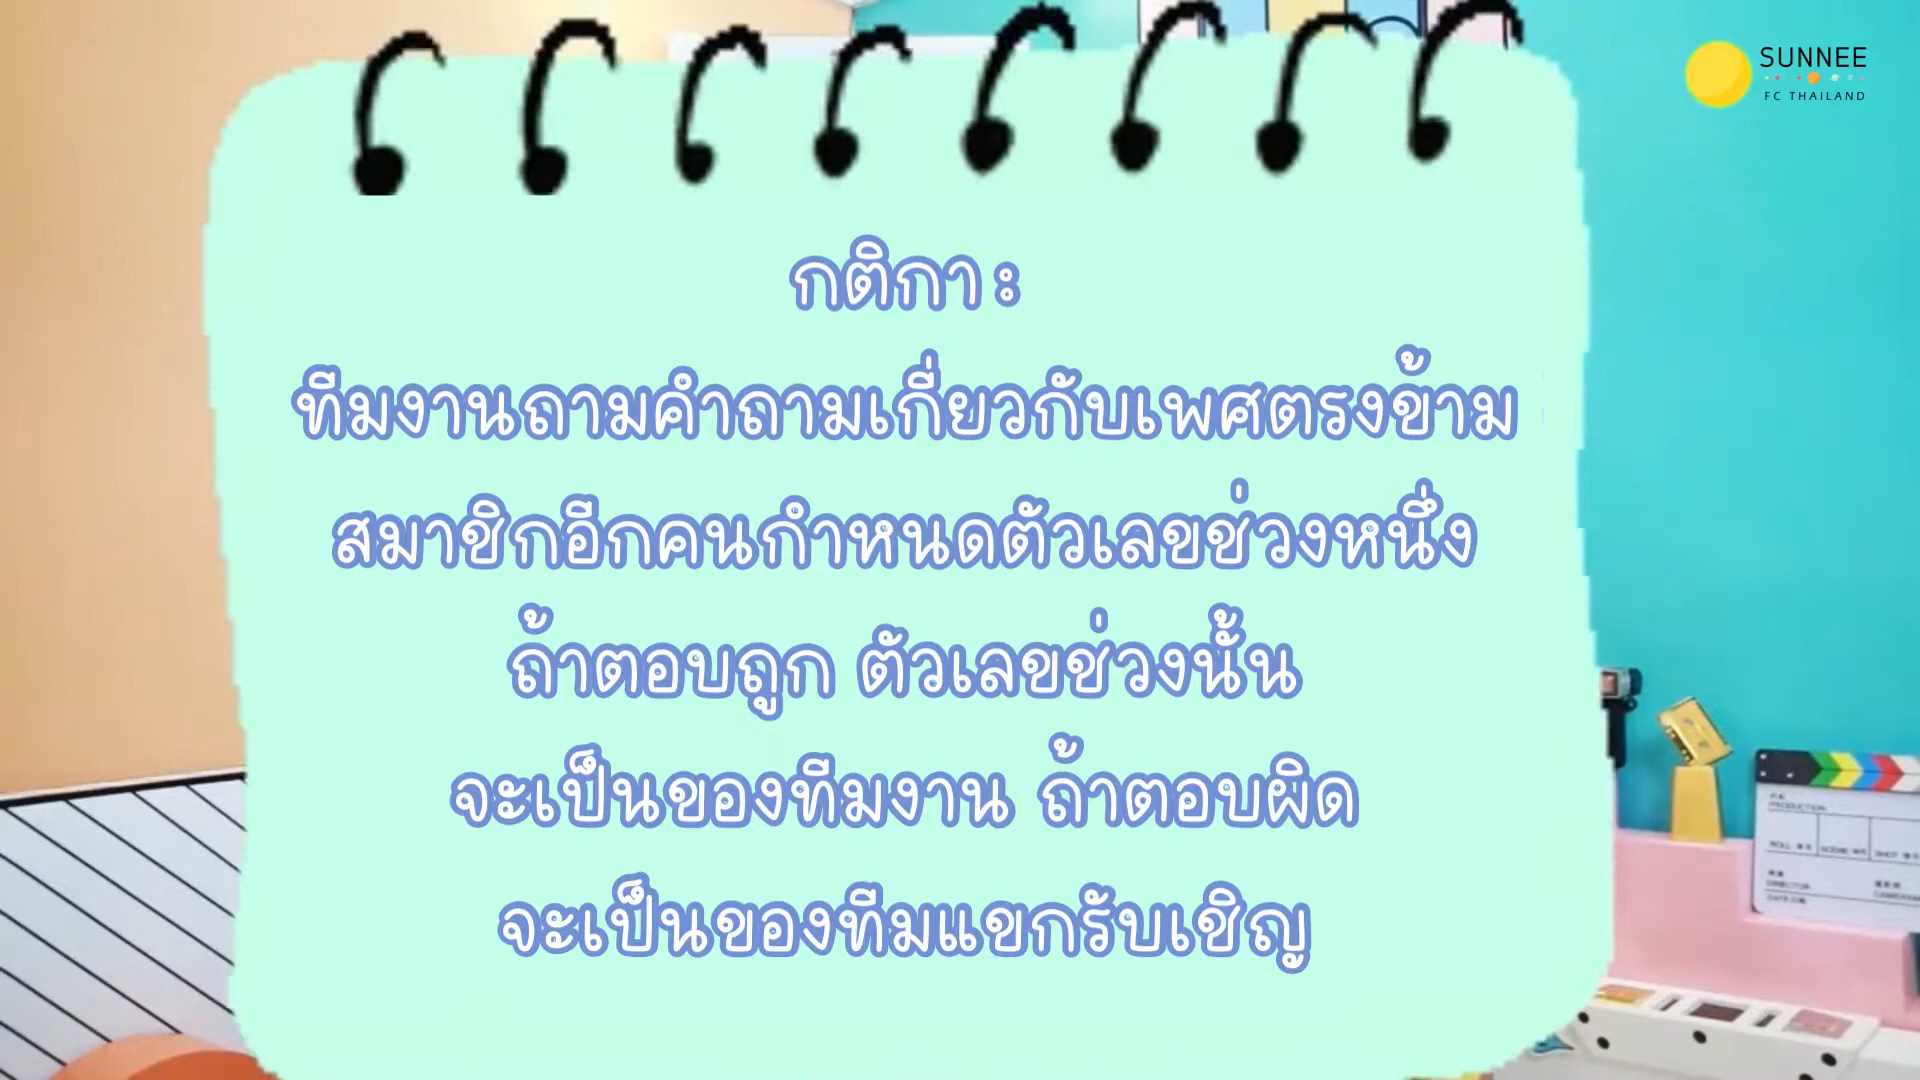 SUNNEE
FC THAILAND
กติกา :
ทีมงานถามคำถามเกี่ยวกับเพศตรงข้าม
สมาชิกอีกคนกำหนดตัวเลขช่วงหนึ่ง
ถ้าตอบถูก ตัวเลขช่วงนั้น
จะเป็นของทีมงาน ถ้าตอบผิด
จะเป็นของทีมแขกรับเชิญ
PRODUCTION
DIRECTOR